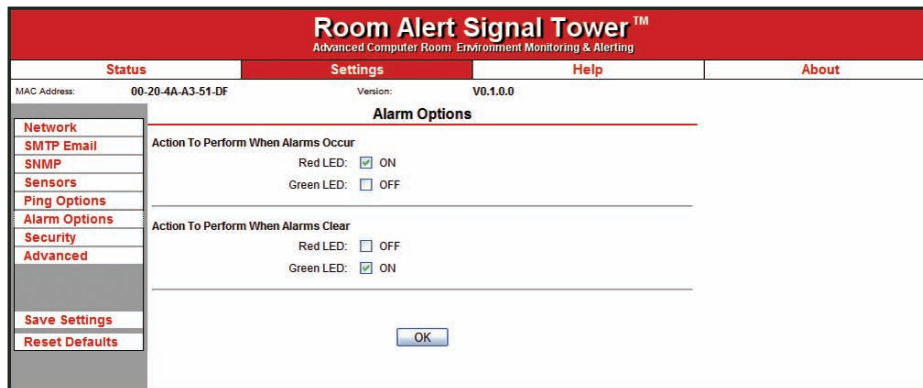 Room Alert Signal Tower™
Advanced Computer Room Environment Monitoring & Alerting
Status Settings Help About
MAC Address: 00-20-4A-A3-51-DF Version: V0.1.0.0
Alarm Options
Network
SMTP Email
SNMP
Sensors
Ping Options
Alarm Options
Security
Advanced
Save Settings
Reset Defaults
Action To Perform When Alarms Occur
Red LED: ON
Green LED: OFF
Action To Perform When Alarms Clear
Red LED: OFF
Green LED: ON
OK